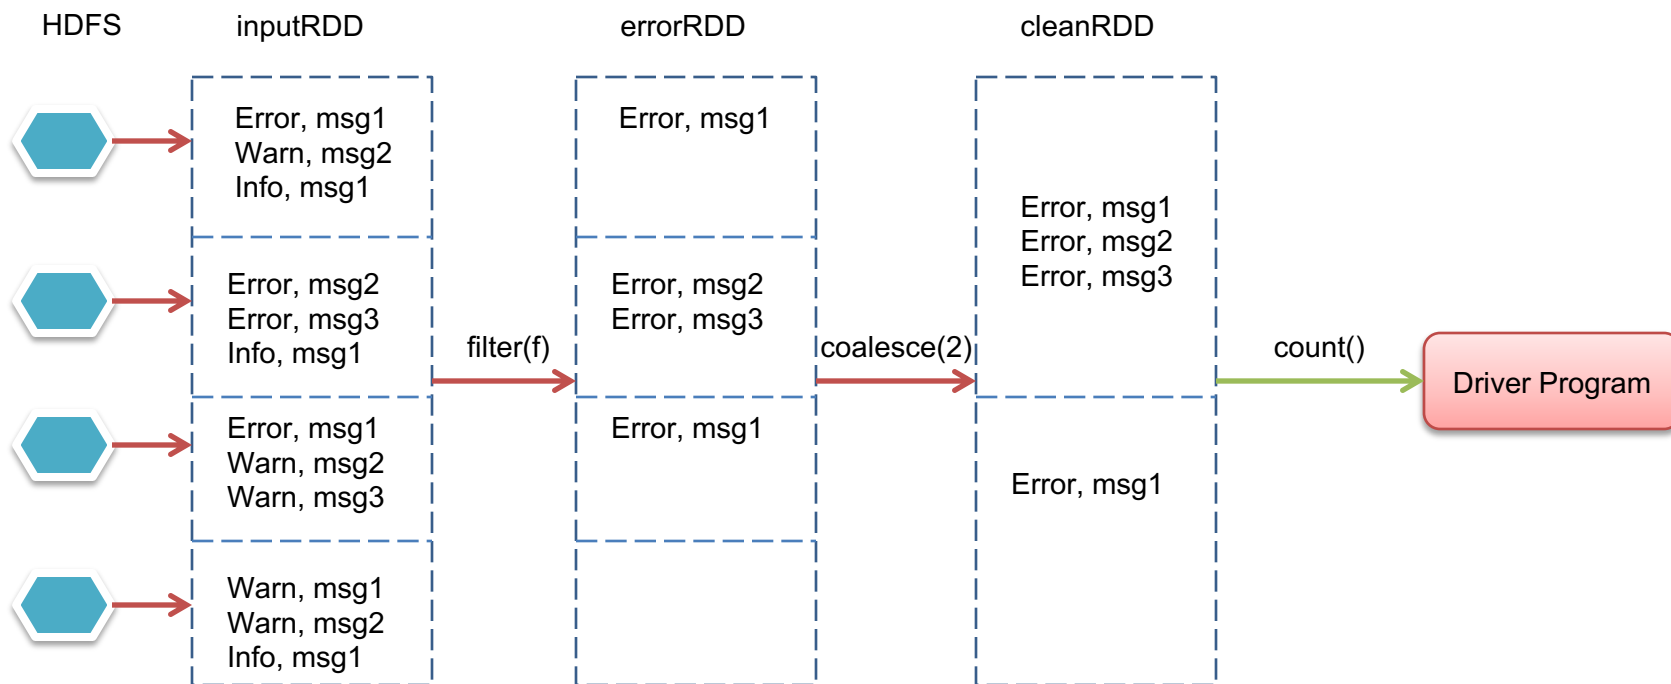 HDFS
inputRDD
errorRDD
cleanRDD
Error, msg1
Warn, msg2
Info, msg1
Error, msg2
Error, msg3
Info, msg1
Error, msg1
Warn, msg2
Warn, msg3
Warn, msg1
Warn, msg2
Info, msg1
filter(f)
Error, msg1
Error, msg2
Error, msg3
Error, msg1
coalesce(2)
Error, msg1
Error, msg2
Error, msg3
Error, msg1
count()
Driver Program